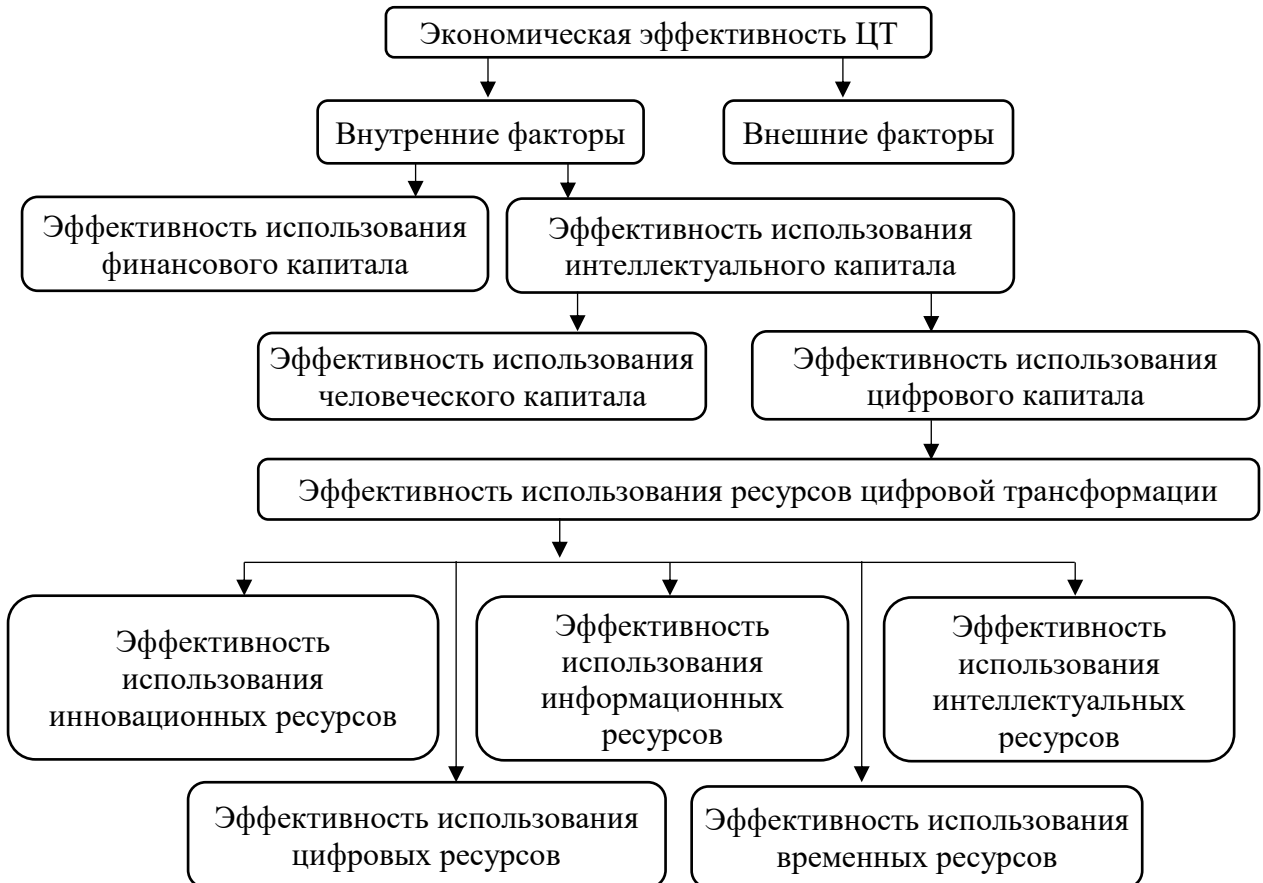 Экономическая эффективность ЦТ
Внутренние факторы
Внешние факторы
Эффективность использования
финансового капитала
Эффективность использования
интеллектуального капитала
Эффективность использования
человеческого капитала
Эффективность использования
цифрового капитала
Эффективность использования ресурсов цифровой трансформации
Эффективность
использования
инновационных ресурсов
Эффективность
использования
информационных
ресурсов
Эффективность
использования
интеллектуальных
ресурсов
Эффективность использования
цифровых ресурсов
Эффективность использования
временных ресурсов